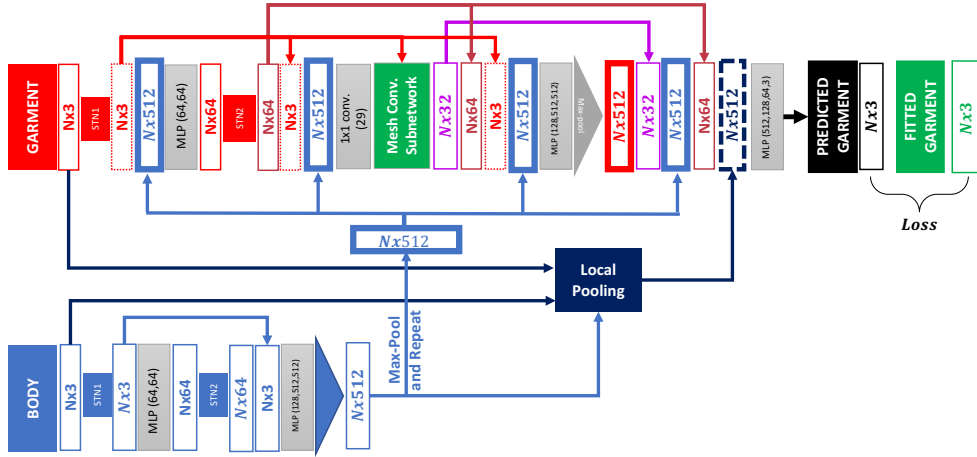 GARMENT
Nx3
STN1
Nx3
Nx512
MLP (64,64)
Nx64
STN2
Nx64
Nx3
Nx512
1x1 conv.
(29)
Mesh Conv.
Subnetwork
Nx32
Nx64
Nx3
Nx512
MLP (128,512,512)
Max-pool
Nx512
Nx32
Nx512
Nx64
Nx512
MLP (512,128,64,3)
PREDICTED
GARMENT
Nx3
FITTED
GARMENT
Nx3
Loss
Nx512
Local
Pooling
Max-Pool
and Repeat
BODY
Nx3
STN1
Nx3
MLP (64,64)
Nx64
STN2
Nx64
Nx3
MLP (128,512,512)
Nx512